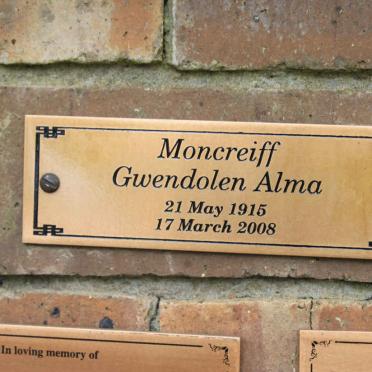 Moncreiff
Gwendolen Alma
21 May 1915
17 March 2008
In loving memory of